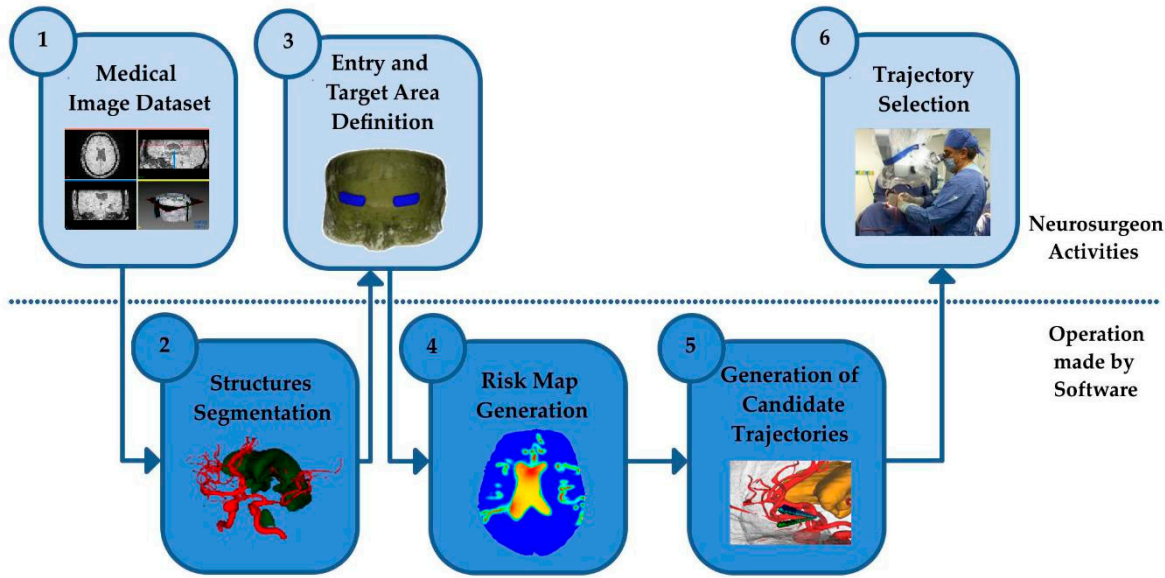 1
Medical
Image Dataset
3
Entry and
Target Area
Definition
6
Trajectory
Selection
Neurosurgeon
Activities
2
Structures
Segmentation
4
Risk Map
Generation
5
Generation of
Candidate
Trajectories
Operation
made by
Software